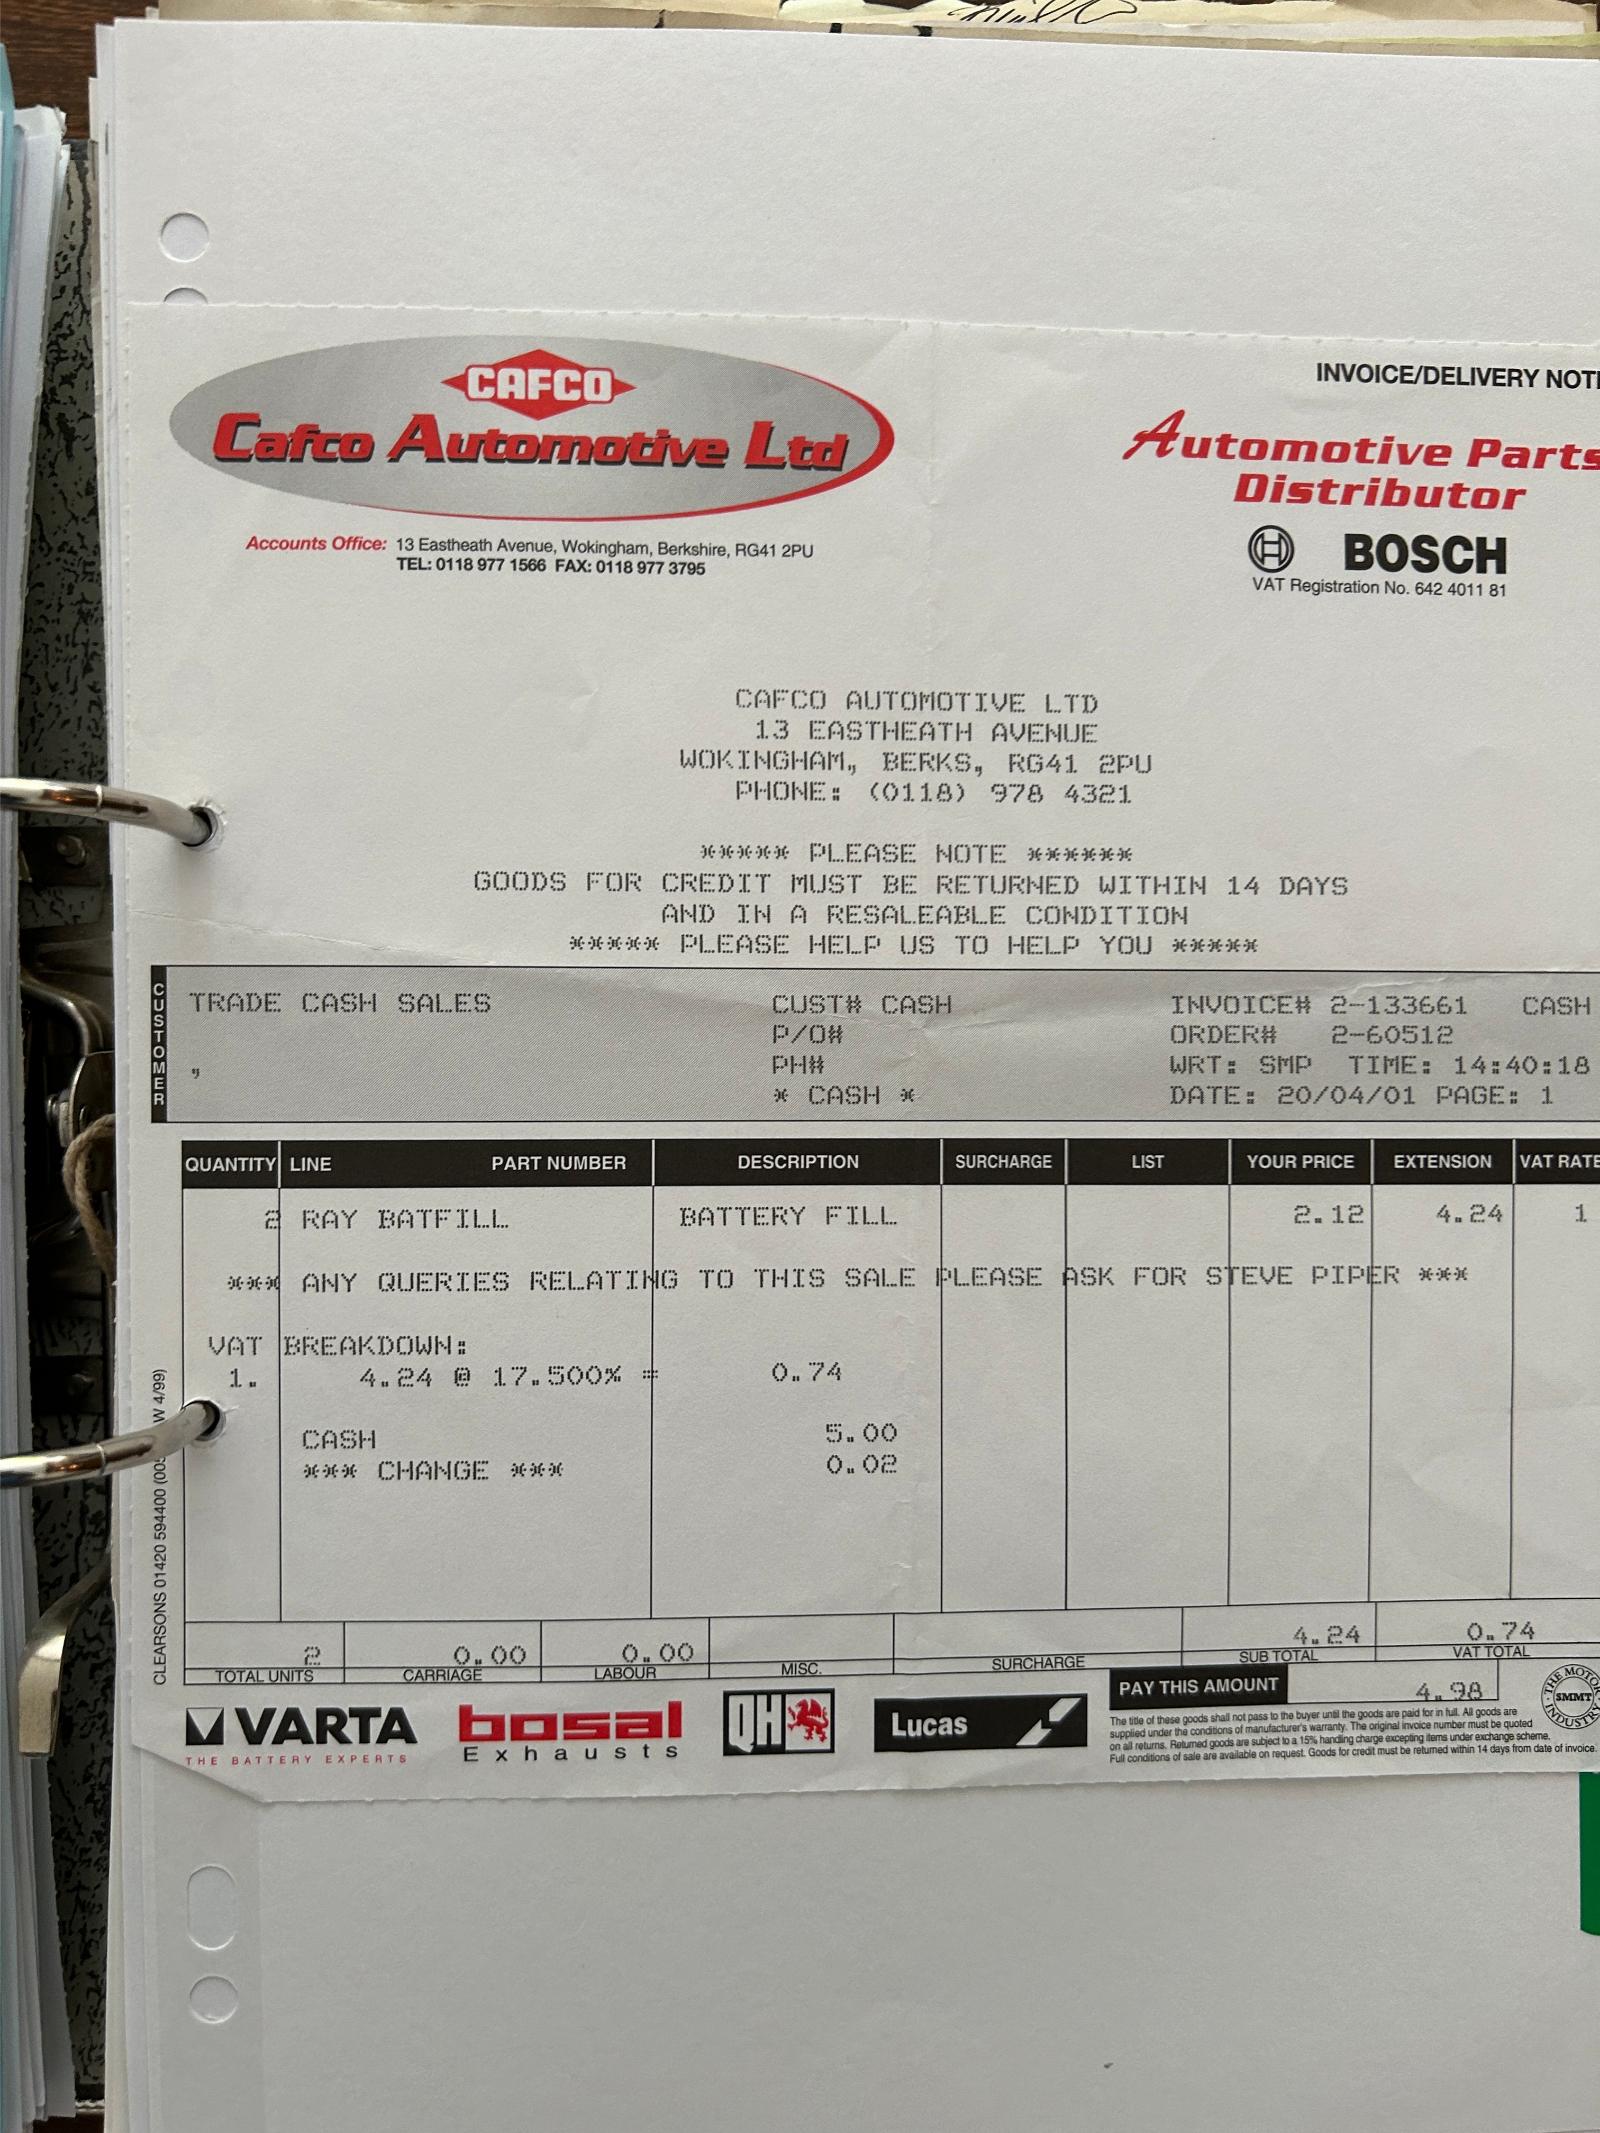 CAFCO
Cafco Automotive Ltd
Accounts Office: 13 Eastheath Avenue, Wokingham, Berkshire, RG41 2PU
TEL: 0118 977 1566 FAX: 0118 977 3795
INVOICE/DELIVERY NOT
Automotive Parts
Distributor
BOSCH
VAT Registration No. 642 4011 81
CAFCO AUTOMOTIVE LTD
13 EASTHEATH AVENUE
WOKINGHAM, BERKS, RG41 2PU
PHONE: (0118) 978 4321
***** PLEASE NOTE ******
GOODS FOR CREDIT MUST BE RETURNED WITHIN 14 DAYS
AND IN A RESALEABLE CONDITION
***** PLEASE HELP US TO HELP YOU *****
CUSTOMER
TRADE CASH SALES CUST# CASH INVOICE# 2-133661 CASH
P/O# ORDER# 2-60512
, PH# WRT: SMP TIME: 14:40:18
* CASH * DATE: 20/04/01 PAGE: 1
QUANTITY LINE PART NUMBER DESCRIPTION SURCHARGE LIST YOUR PRICE EXTENSION VAT RATE
2 RAY BATFILL BATTERY FILL 2.12 4.24 1
*** ANY QUERIES RELATING TO THIS SALE PLEASE ASK FOR STEVE PIPER ***
VAT BREAKDOWN:
1. 4.24 @ 17.500% = 0.74
CASH 5.00
*** CHANGE *** 0.02
CLEARSONS 01420 594400 (005 W 4/99)
2 0.00 0.00 4.24 0.74
TOTAL UNITS CARRIAGE LABOUR MISC. SURCHARGE SUB TOTAL VAT TOTAL
PAY THIS AMOUNT 4.98
VARTA
THE BATTERY EXPERTS
bosal
Exhausts
QH
Lucas
The title of these goods shall not pass to the buyer until the goods are paid for in full. All goods are
supplied under the conditions of manufacturer's warranty. The original invoice number must be quoted
on all returns. Returned goods are subject to a 15% handling charge excepting items under exchange scheme.
Full conditions of sale are available on request. Goods for credit must be returned within 14 days from date of invoice.
THE MOTOR INDUSTRY
SMMT